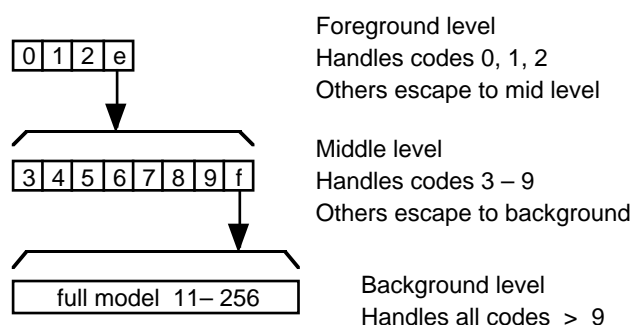 Foreground level
0 1 2 e
Handles codes 0, 1, 2
Others escape to mid level
Middle level
3 4 5 6 7 8 9 f
Handles codes 3 – 9
Others escape to background
full model 11– 256
Background level
Handles all codes > 9